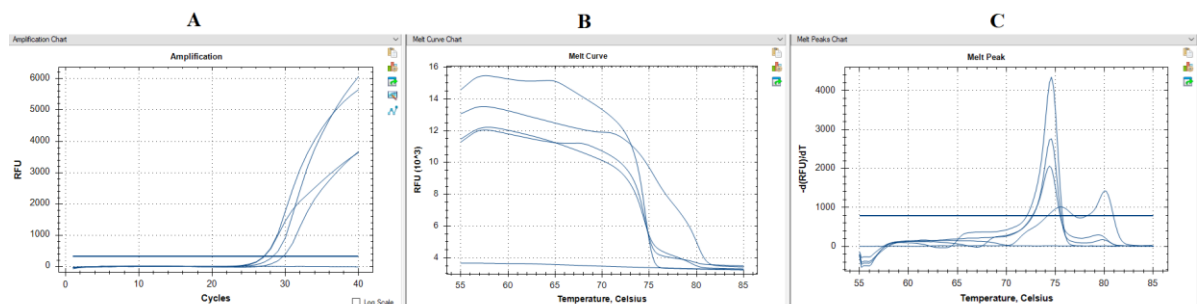 A
B
C
Amplification Chart
Melt Curve Chart
Melt Peaks Chart
Amplification
Melt Curve
Melt Peak
6000
5000
4000
3000
2000
1000
0
RFU
0
10
20
30
40
Cycles
Log Scale
16
14
12
10
8
6
4
RFU (10^3)
55
60
65
70
75
80
85
Temperature, Celsius
4000
3000
2000
1000
0
-d(RFU)/dT
55
60
65
70
75
80
85
Temperature, Celsius